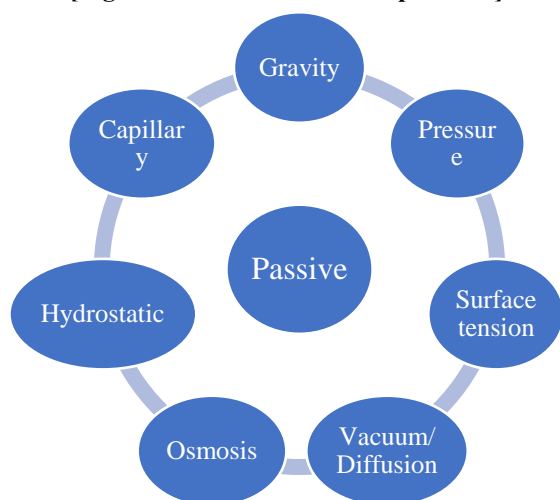 Gravity
Pressur
e
Surface
tension
Vacuum/
Diffusion
Osmosis
Hydrostatic
Capillar
y
Passive